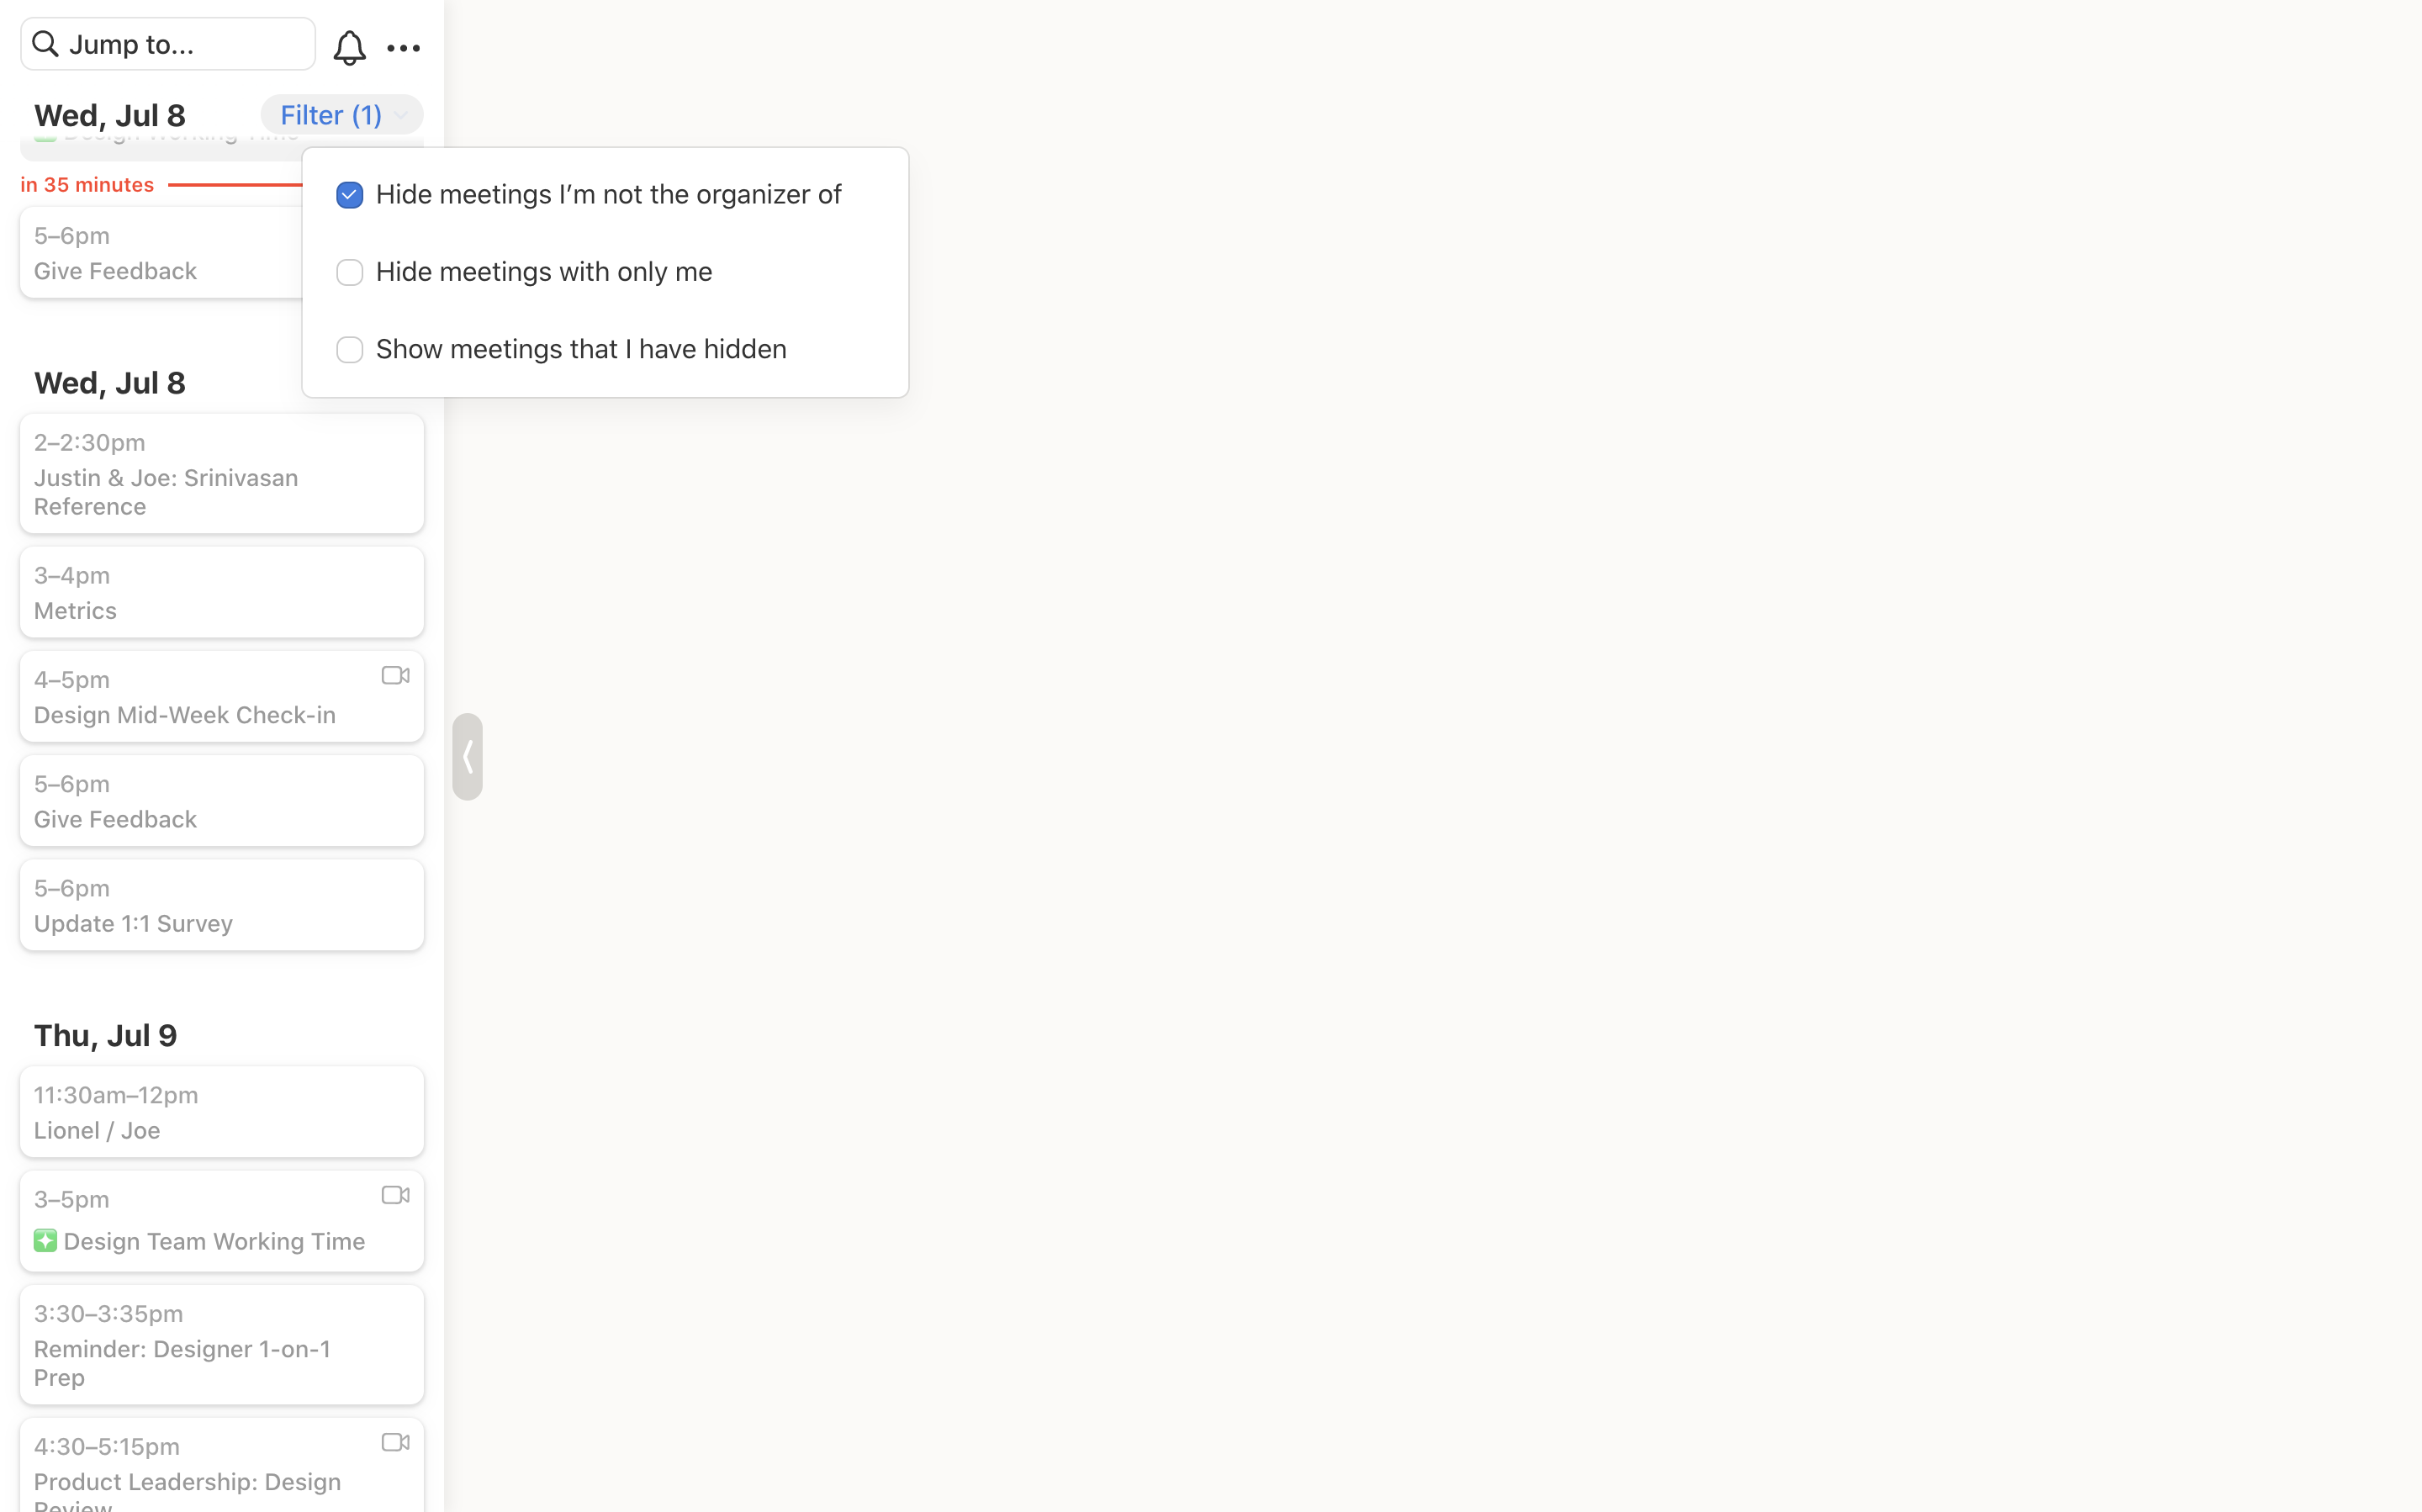 Jump to...
Wed, Jul 8
Filter (1)
Design Working Time
in 35 minutes
Hide meetings I’m not the organizer of
Hide meetings with only me
Show meetings that I have hidden
5–6pm
Give Feedback
Wed, Jul 8
2–2:30pm
Justin & Joe: Srinivasan
Reference
3–4pm
Metrics
4–5pm
Design Mid-Week Check-in
5–6pm
Give Feedback
5–6pm
Update 1:1 Survey
Thu, Jul 9
11:30am–12pm
Lionel / Joe
3–5pm
Design Team Working Time
3:30–3:35pm
Reminder: Designer 1-on-1
Prep
4:30–5:15pm
Product Leadership: Design
Review